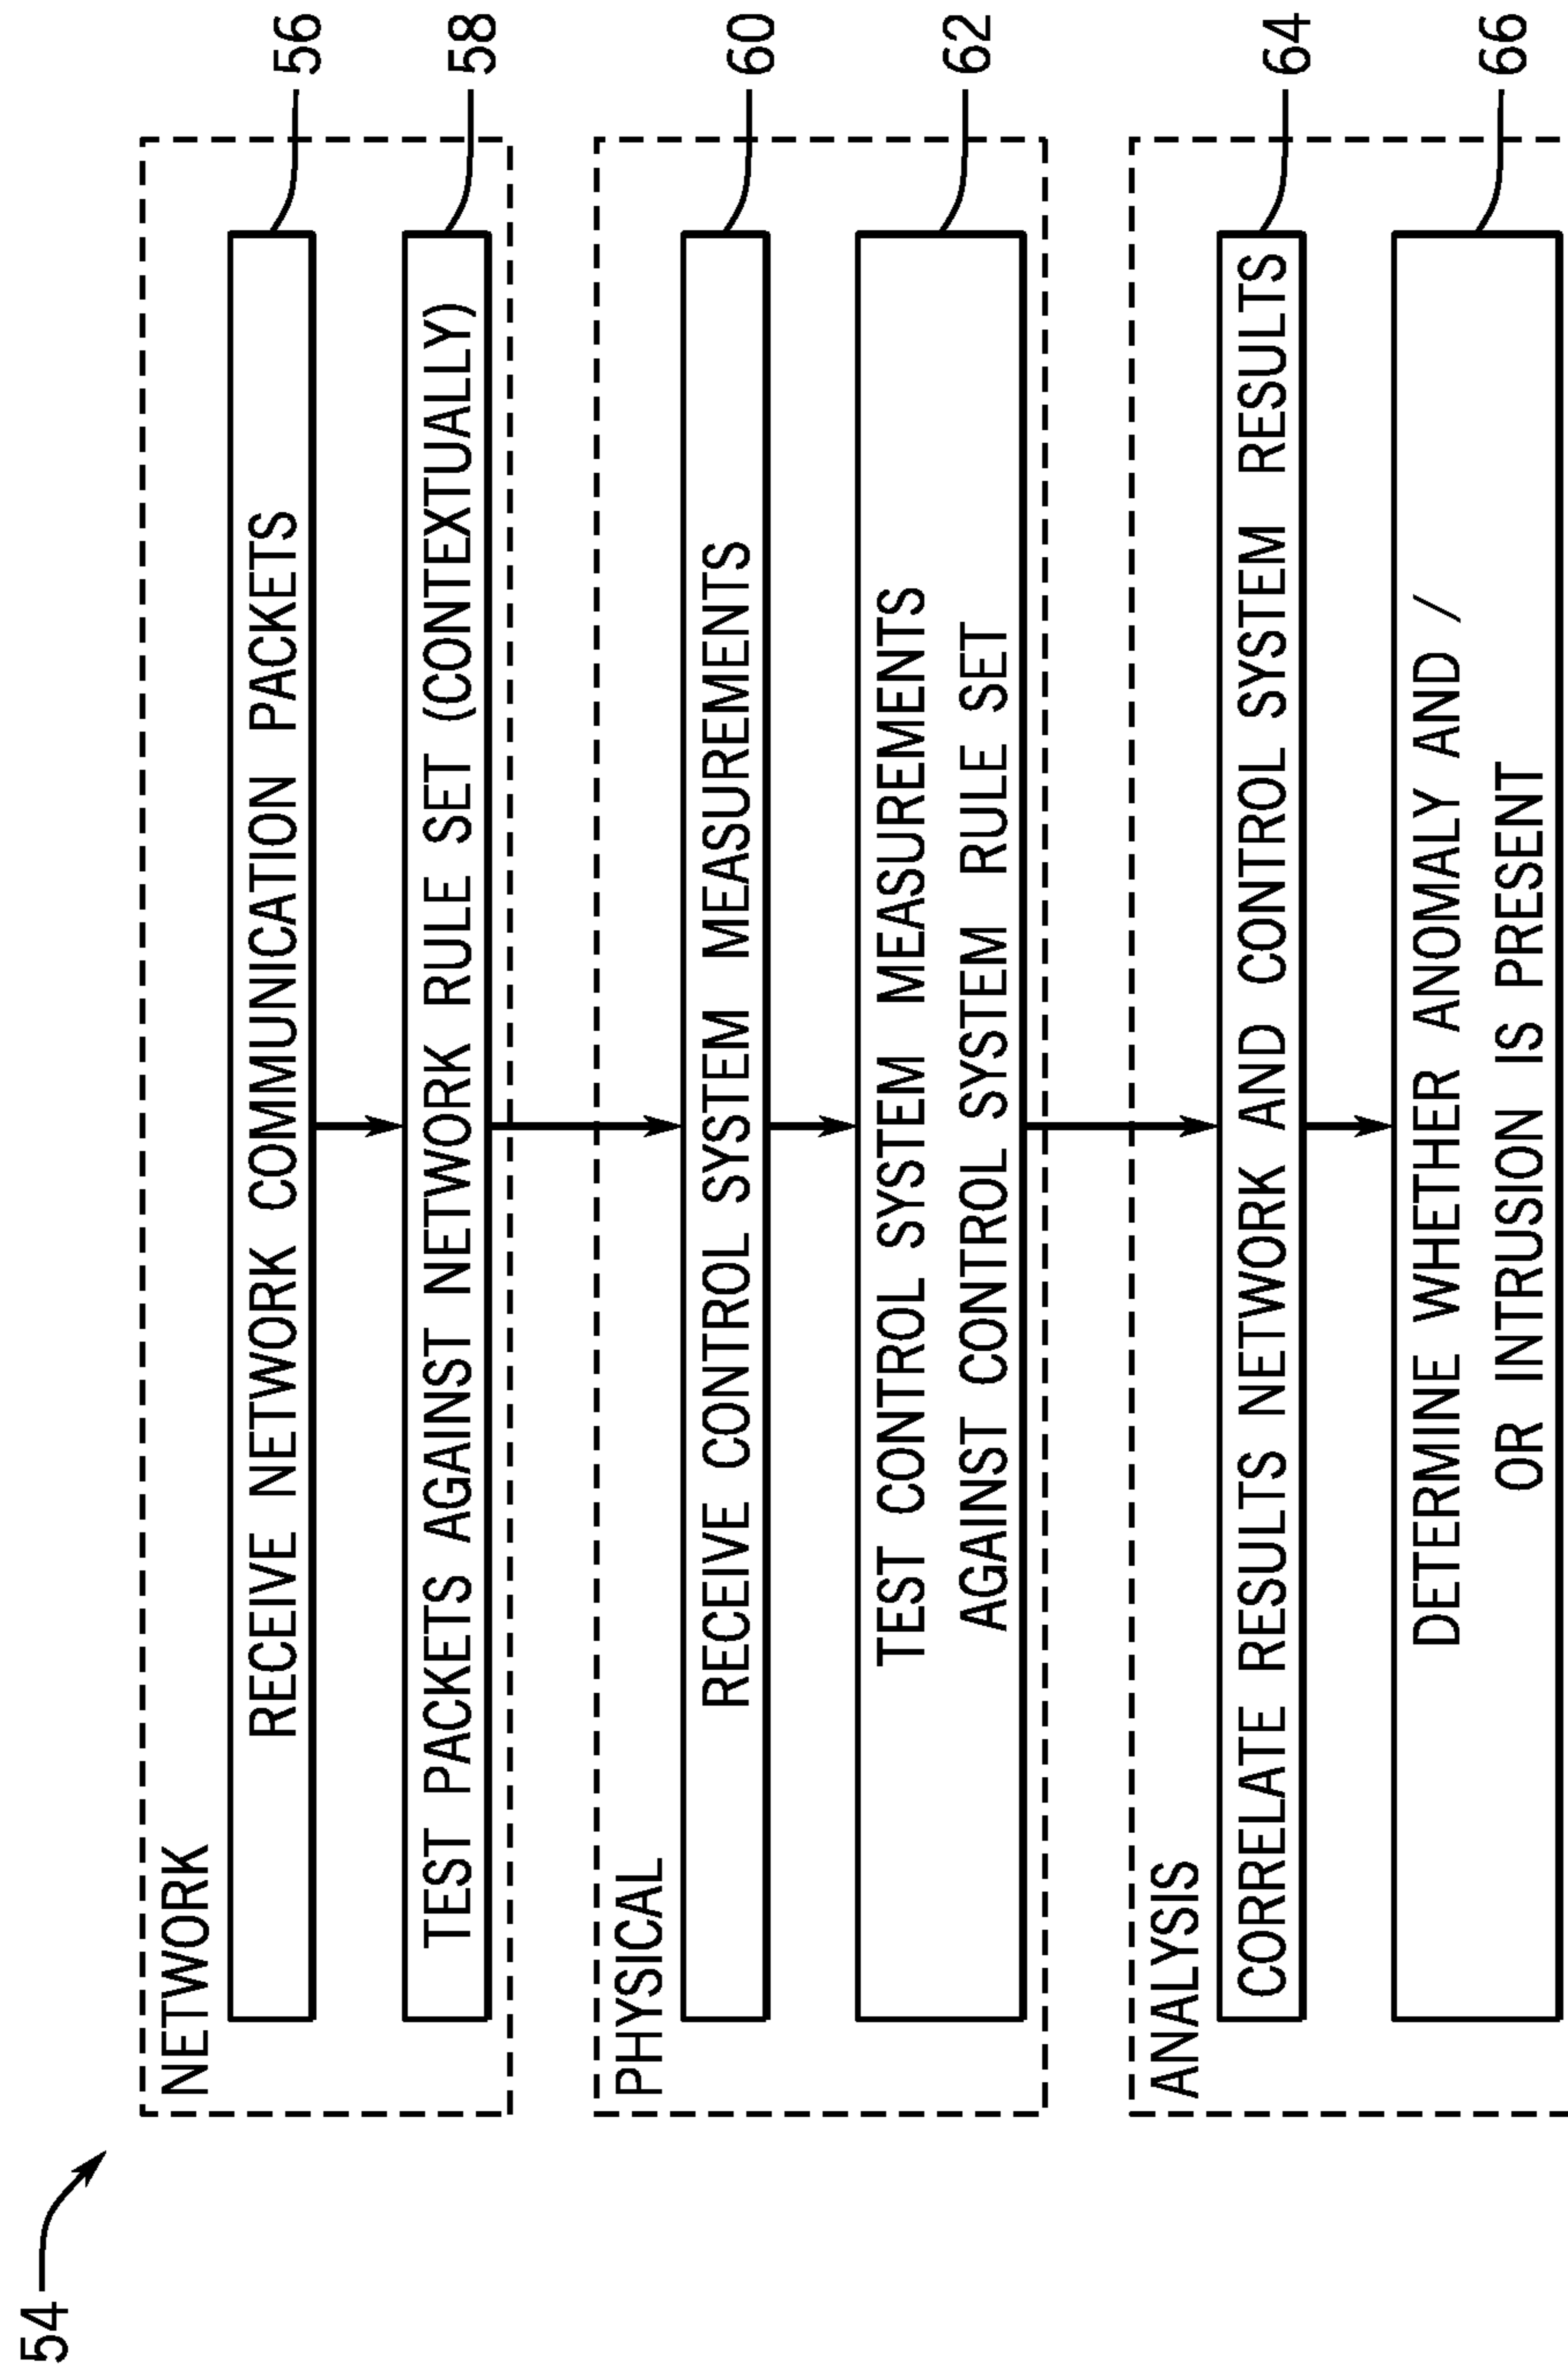 54
NETWORK
RECEIVE NETWORK COMMUNICATION PACKETS
56
TEST PACKETS AGAINST NETWORK RULE SET (CONTEXTUALLY)
58
PHYSICAL
RECEIVE CONTROL SYSTEM MEASUREMENTS
60
TEST CONTROL SYSTEM MEASUREMENTS
AGAINST CONTROL SYSTEM RULE SET
62
ANALYSIS
CORRELATE RESULTS NETWORK AND CONTROL SYSTEM RESULTS
64
DETERMINE WHETHER ANOMALY AND /
OR INTRUSION IS PRESENT
66